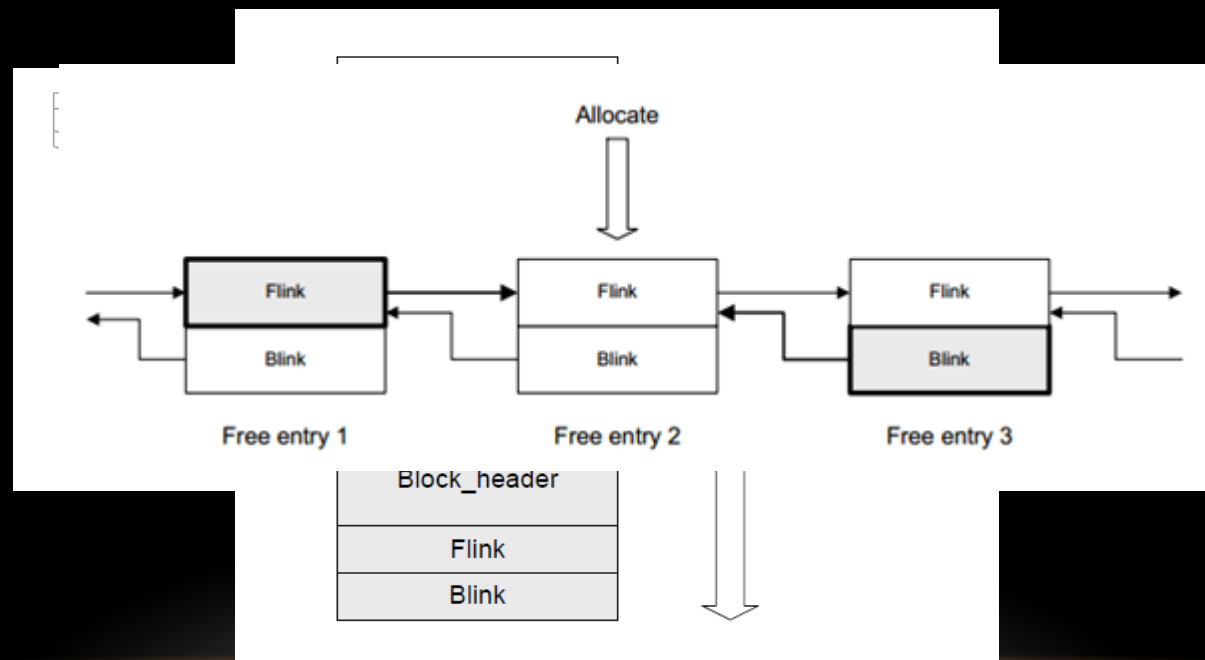 Allocate
Flink Flink Flink
Blink Blink Blink
Free entry 1 Free entry 2 Free entry 3
Block_header
Flink
Blink